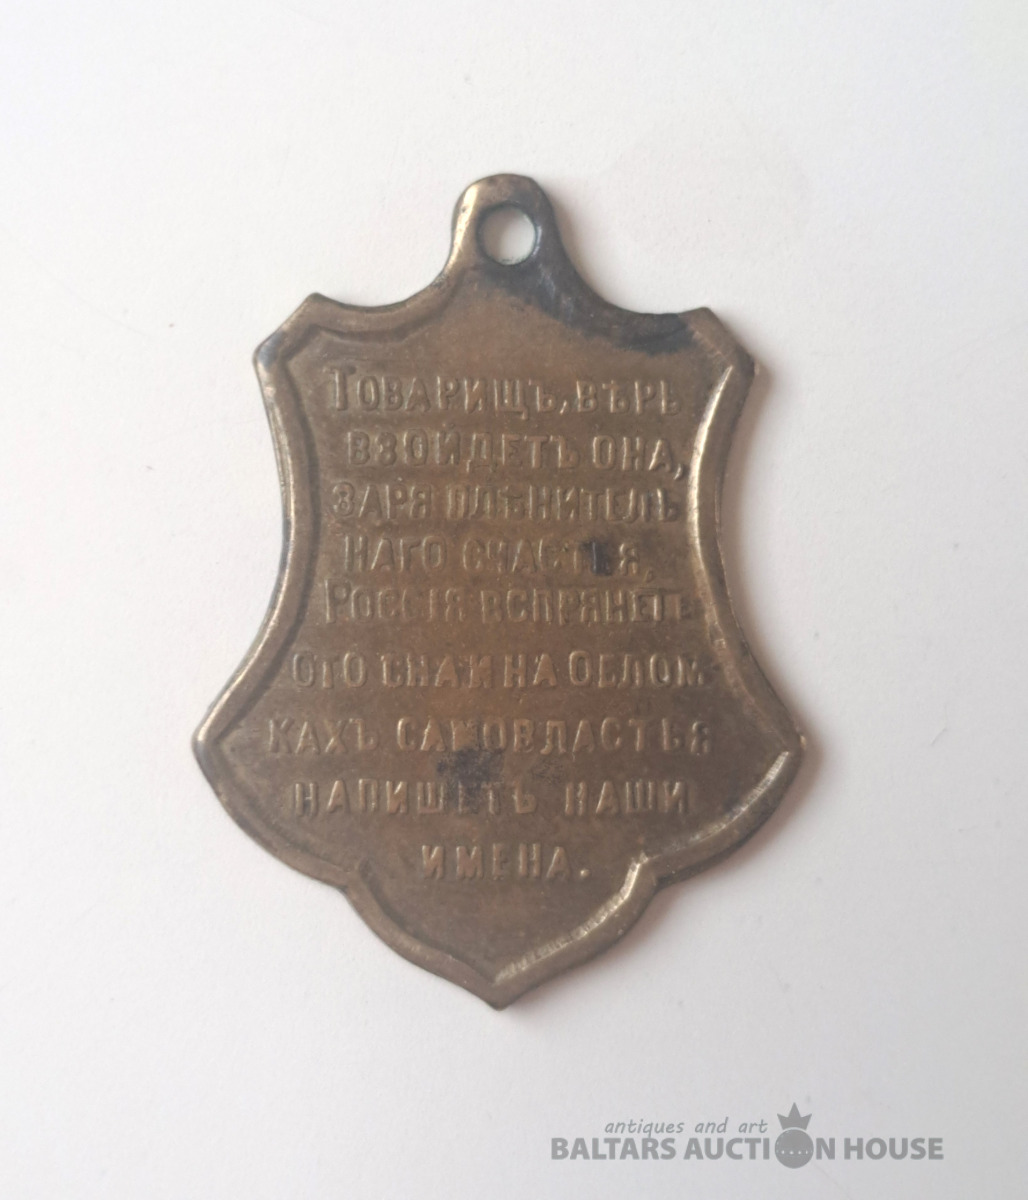 ТОВАРИЩЪ, ВѢРЬ
ВЗОЙДЕТЪ ОНА,
ЗАРЯ ПЛѢНИТЕЛЬ
НАГО СЧАСТЬЯ,
РОССІЯ ВСПРЯНЕТЪ
ОТО СНА И НА ОБЛОМ
КАХЪ САМОВЛАСТЬЯ
НАПИШЕТЪ НАШИ
ИМЕНА.
antiques and art
BALTARS AUCTION HOUSE